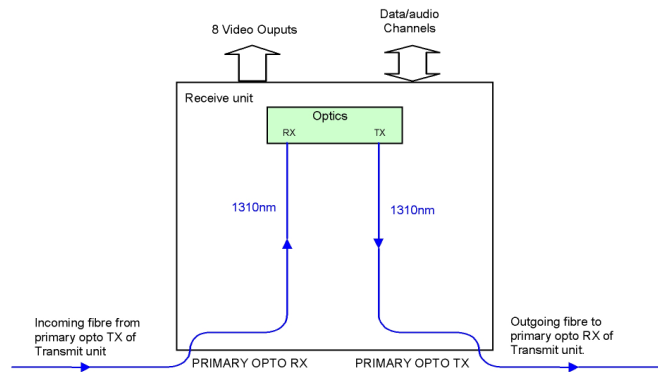 8 Video Ouputs
Data/audio
Channels
Receive unit
Optics
RX
TX
1310nm
1310nm
Incoming fibre from
primary opto TX of
Transmit unit
Outgoing fibre to
primary opto RX of
Transmit unit.
PRIMARY OPTO RX
PRIMARY OPTO TX